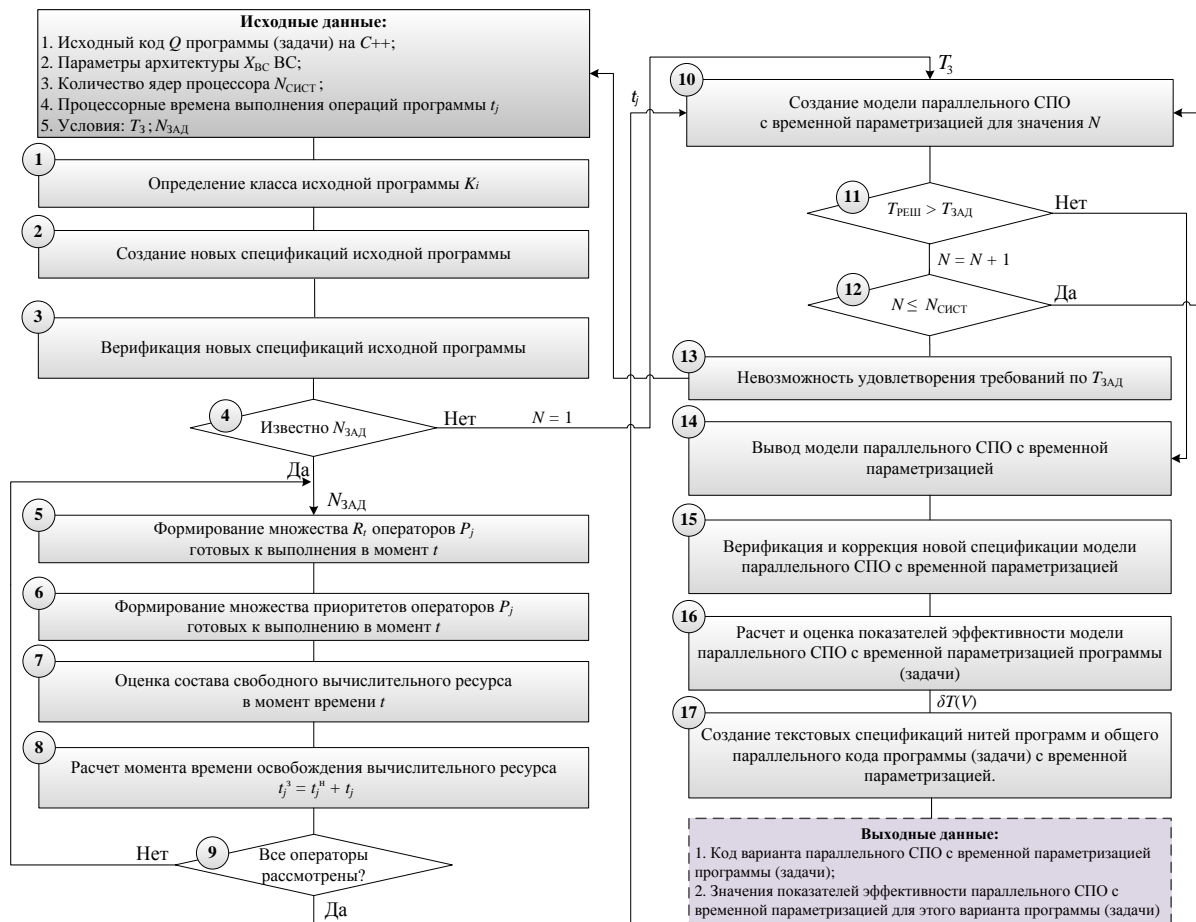 Исходные данные:
1. Исходный код Q программы (задачи) на C++;
2. Параметры архитектуры X_ВС ВС;
3. Количество ядер процессора N_СИСТ;
4. Процессорные времена выполнения операций программы t_j
5. Условия: T_З; N_ЗАД
1
Определение класса исходной программы K_i
2
Создание новых спецификаций исходной программы
3
Верификация новых спецификаций исходной программы
4
Известно N_ЗАД
Нет
N = 1
Да
N_ЗАД
5
Формирование множества R_t операторов P_j
готовых к выполнения в момент t
6
Формирование множества приоритетов операторов P_j
готовых к выполнению в момент t
7
Оценка состава свободного вычислительного ресурса
в момент времени t
8
Расчет момента времени освобождения вычислительного ресурса
t_j^з = t_j^н + t_j
9
Все операторы
рассмотрены?
Нет
Да
t_j
T_З
10
Создание модели параллельного СПО
с временной параметризацией для значения N
11
T_РЕШ > T_ЗАД
Нет
N = N + 1
12
N ≤ N_СИСТ
Да
13
Невозможность удовлетворения требований по T_ЗАД
14
Вывод модели параллельного СПО с временной
параметризацией
15
Верификация и коррекция новой спецификации модели
параллельного СПО с временной параметризацией
16
Расчет и оценка показателей эффективности модели
параллельного СПО с временной параметризацией программы
(задачи)
δT(V)
17
Создание текстовых спецификаций нитей программ и общего
параллельного кода программы (задачи) с временной
параметризацией.
Выходные данные:
1. Код варианта параллельного СПО с временной параметризацией
программы (задачи);
2. Значения показателей эффективности параллельного СПО с
временной параметризацией для этого варианта программы (задачи)